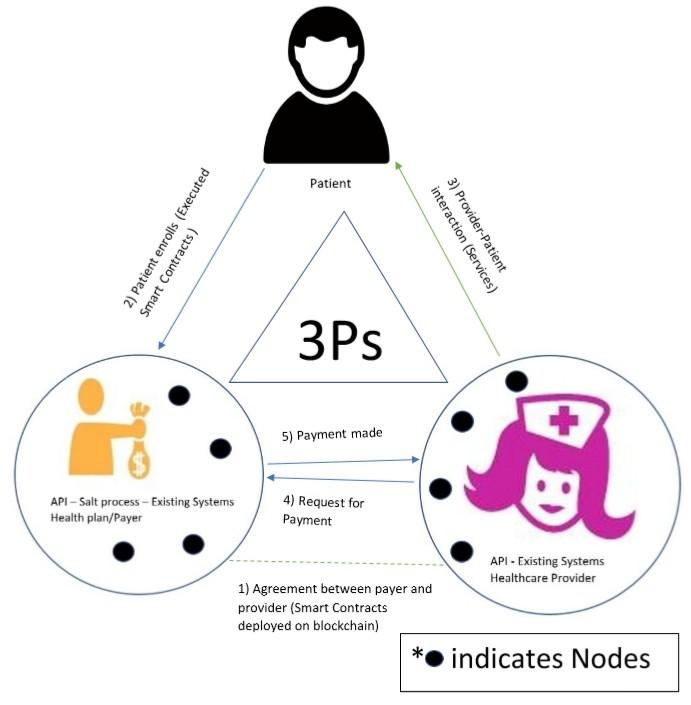 Patient
2) Patient enrolls (Executed
Smart Contracts )
3) Provider-Patient
interaction (Services)
3Ps
$
API – Salt process – Existing Systems
Health plan/Payer
5) Payment made
4) Request for
Payment
API - Existing Systems
Healthcare Provider
1) Agreement between payer and
provider (Smart Contracts
deployed on blockchain)
*● indicates Nodes